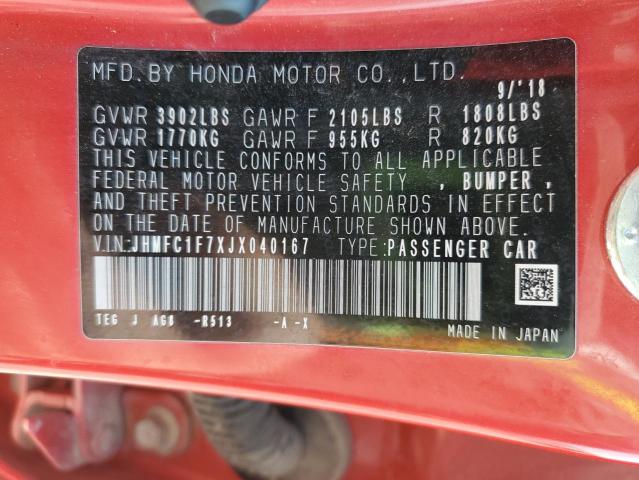 MFD. BY HONDA MOTOR CO., LTD.
9/'18
GVWR 3902LBS GAWR F 2105LBS R 1808LBS
GVWR 1770KG GAWR F 955KG R 820KG
THIS VEHICLE CONFORMS TO ALL APPLICABLE
FEDERAL MOTOR VEHICLE SAFETY , BUMPER ,
AND THEFT PREVENTION STANDARDS IN EFFECT
ON THE DATE OF MANUFACTURE SHOWN ABOVE.
V.I.N:JHMFC1F7XJX040167 TYPE:PASSENGER CAR
TEG J AG8 -R513 -A -X
MADE IN JAPAN